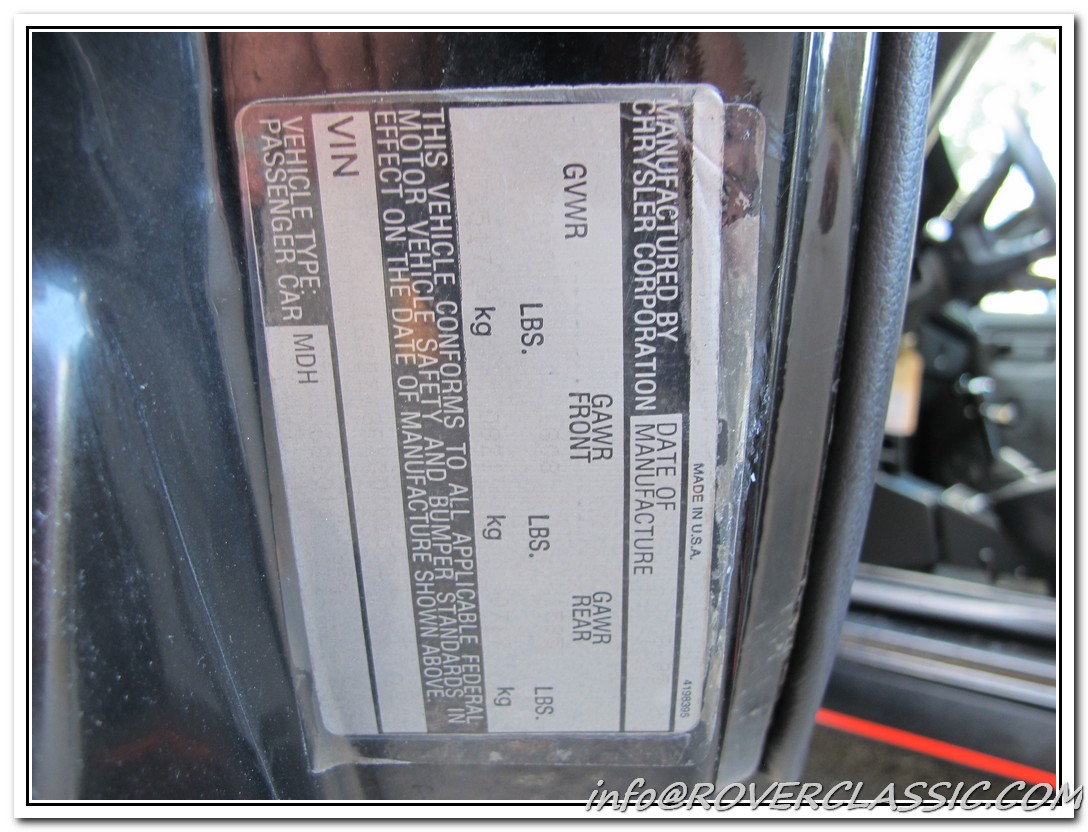 MADE IN U.S.A.
4198395
MANUFACTURED BY
CHRYSLER CORPORATION
DATE OF
MANUFACTURE
GVWR
GAWR
FRONT
GAWR
REAR
LBS.
LBS.
LBS.
kg
kg
kg
THIS VEHICLE CONFORMS TO ALL APPLICABLE FEDERAL
MOTOR VEHICLE SAFETY AND BUMPER STANDARDS IN
EFFECT ON THE DATE OF MANUFACTURE SHOWN ABOVE.
VIN
VEHICLE TYPE:
PASSENGER CAR
MDH
info@ROVERCLASSIC.COM